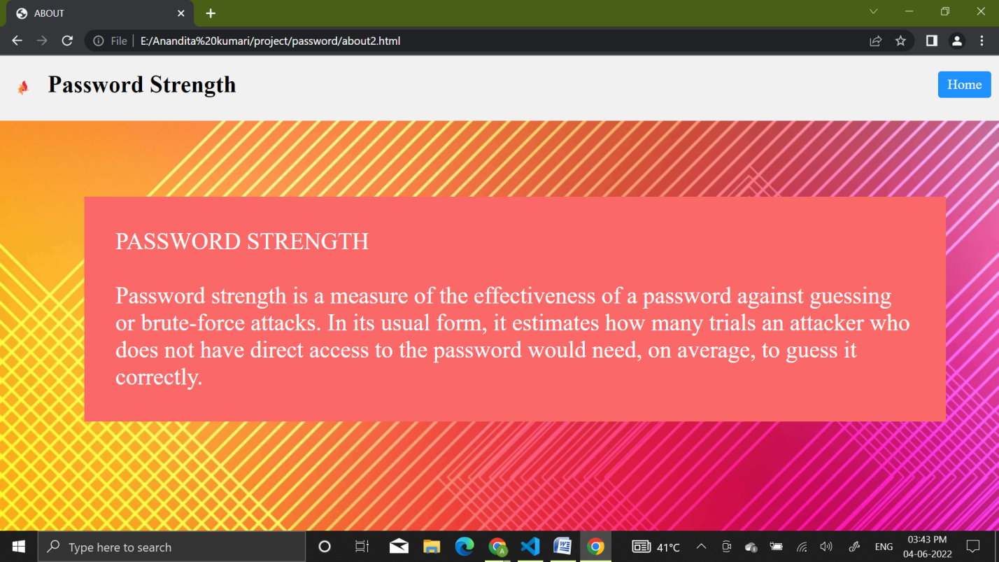 ABOUT
File
E:/Anandita%20kumari/project/password/about2.html
Password Strength
Home
PASSWORD STRENGTH
Password strength is a measure of the effectiveness of a password against guessing
or brute-force attacks. In its usual form, it estimates how many trials an attacker who
does not have direct access to the password would need, on average, to guess it
correctly.
Type here to search
A
W
41°C
ENG
03:43 PM
04-06-2022